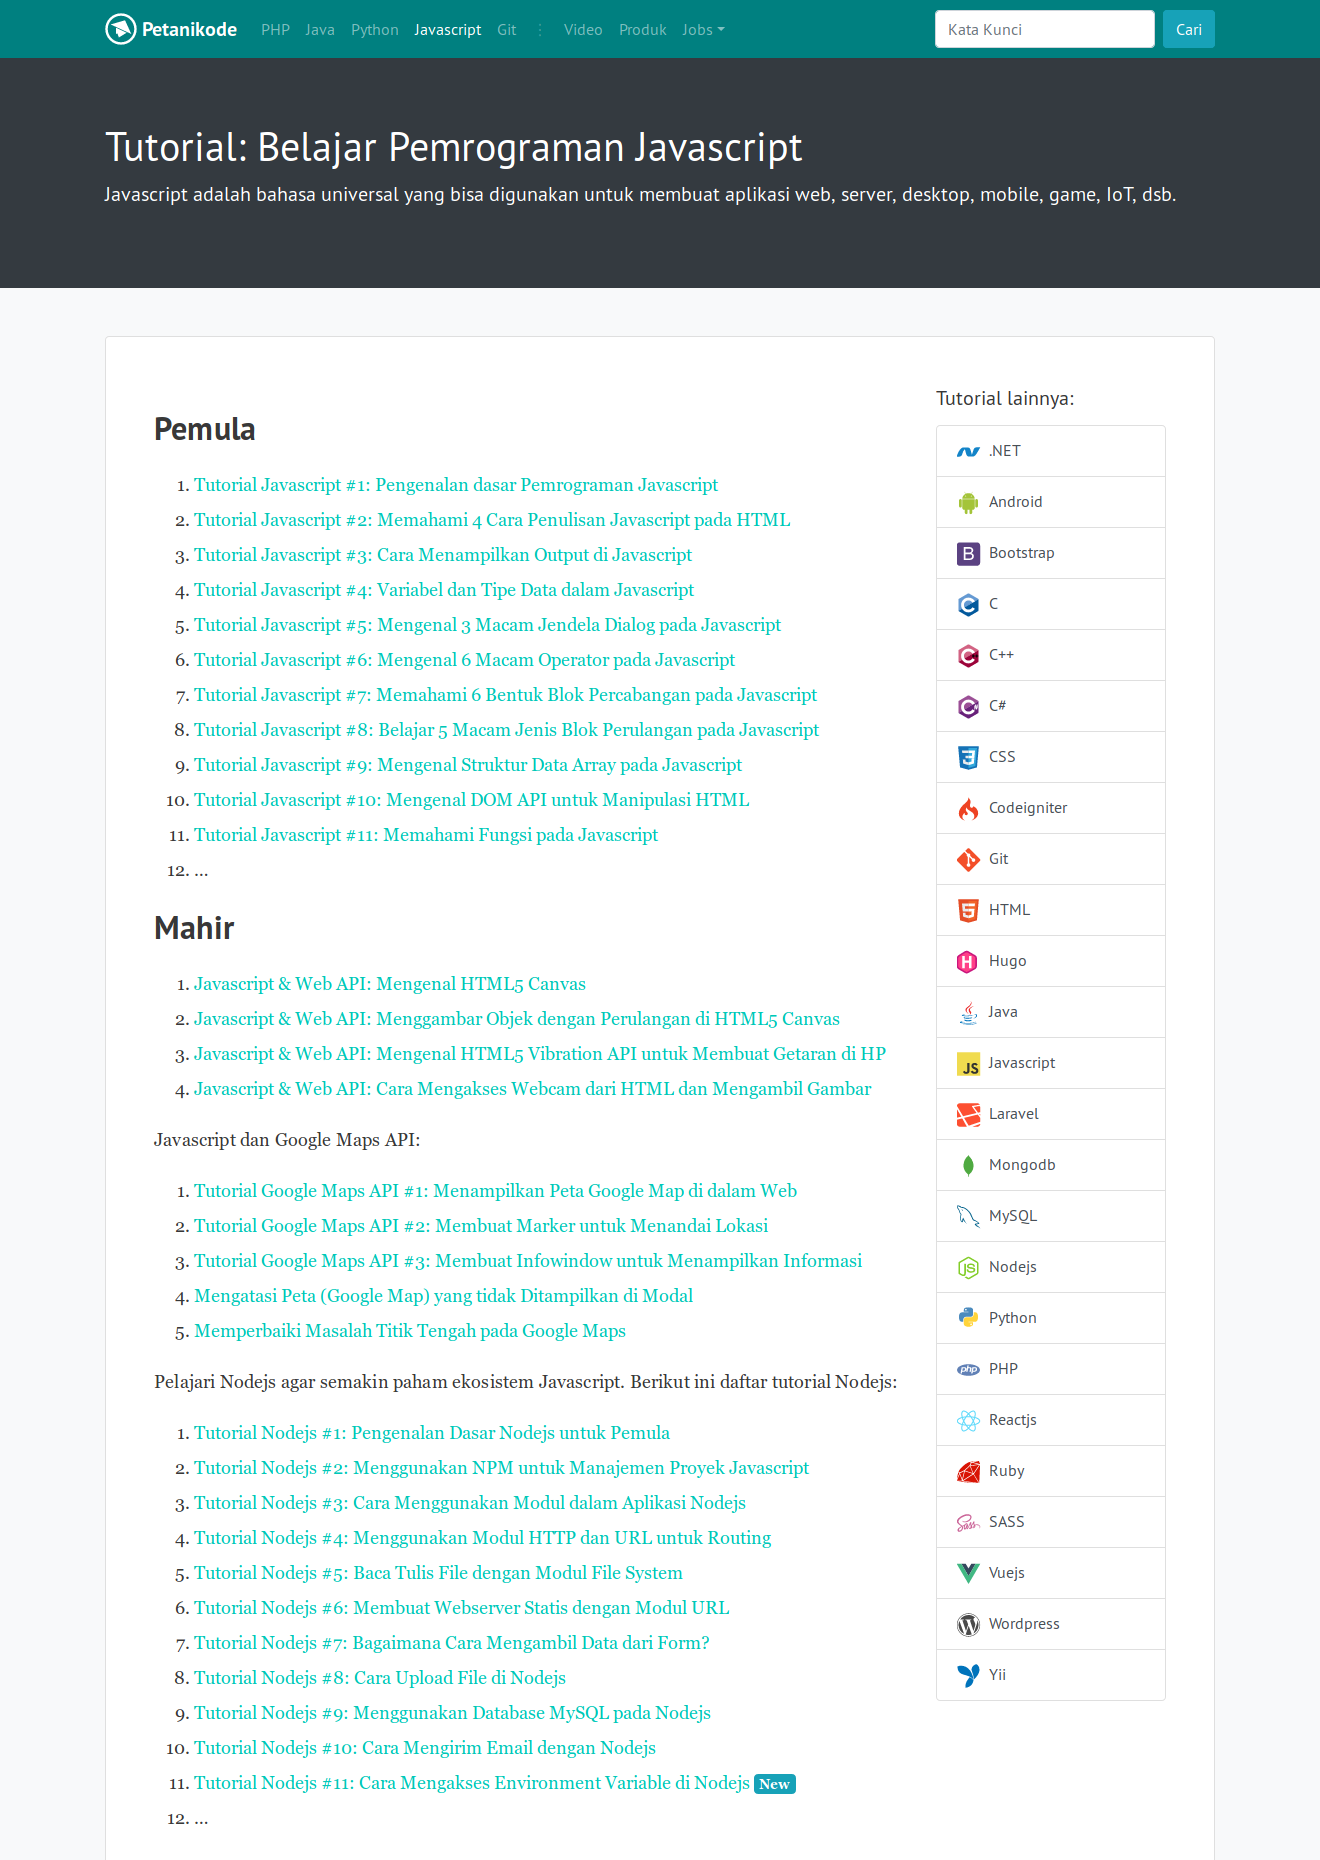 Petanikode PHP Java Python Javascript Git ⋮ Video Produk Jobs Kata Kunci Cari
Tutorial: Belajar Pemrograman Javascript
Javascript adalah bahasa universal yang bisa digunakan untuk membuat aplikasi web, server, desktop, mobile, game, IoT, dsb.
Pemula
1. Tutorial Javascript #1: Pengenalan dasar Pemrograman Javascript
2. Tutorial Javascript #2: Memahami 4 Cara Penulisan Javascript pada HTML
3. Tutorial Javascript #3: Cara Menampilkan Output di Javascript
4. Tutorial Javascript #4: Variabel dan Tipe Data dalam Javascript
5. Tutorial Javascript #5: Mengenal 3 Macam Jendela Dialog pada Javascript
6. Tutorial Javascript #6: Mengenal 6 Macam Operator pada Javascript
7. Tutorial Javascript #7: Memahami 6 Bentuk Blok Percabangan pada Javascript
8. Tutorial Javascript #8: Belajar 5 Macam Jenis Blok Perulangan pada Javascript
9. Tutorial Javascript #9: Mengenal Struktur Data Array pada Javascript
10. Tutorial Javascript #10: Mengenal DOM API untuk Manipulasi HTML
11. Tutorial Javascript #11: Memahami Fungsi pada Javascript
12. ...
Mahir
1. Javascript & Web API: Mengenal HTML5 Canvas
2. Javascript & Web API: Menggambar Objek dengan Perulangan di HTML5 Canvas
3. Javascript & Web API: Mengenal HTML5 Vibration API untuk Membuat Getaran di HP
4. Javascript & Web API: Cara Mengakses Webcam dari HTML dan Mengambil Gambar
Javascript dan Google Maps API:
1. Tutorial Google Maps API #1: Menampilkan Peta Google Map di dalam Web
2. Tutorial Google Maps API #2: Membuat Marker untuk Menandai Lokasi
3. Tutorial Google Maps API #3: Membuat Infowindow untuk Menampilkan Informasi
4. Mengatasi Peta (Google Map) yang tidak Ditampilkan di Modal
5. Memperbaiki Masalah Titik Tengah pada Google Maps
Pelajari Nodejs agar semakin paham ekosistem Javascript. Berikut ini daftar tutorial Nodejs:
1. Tutorial Nodejs #1: Pengenalan Dasar Nodejs untuk Pemula
2. Tutorial Nodejs #2: Menggunakan NPM untuk Manajemen Proyek Javascript
3. Tutorial Nodejs #3: Cara Menggunakan Modul dalam Aplikasi Nodejs
4. Tutorial Nodejs #4: Menggunakan Modul HTTP dan URL untuk Routing
5. Tutorial Nodejs #5: Baca Tulis File dengan Modul File System
6. Tutorial Nodejs #6: Membuat Webserver Statis dengan Modul URL
7. Tutorial Nodejs #7: Bagaimana Cara Mengambil Data dari Form?
8. Tutorial Nodejs #8: Cara Upload File di Nodejs
9. Tutorial Nodejs #9: Menggunakan Database MySQL pada Nodejs
10. Tutorial Nodejs #10: Cara Mengirim Email dengan Nodejs
11. Tutorial Nodejs #11: Cara Mengakses Environment Variable di Nodejs New
12. ...
Tutorial lainnya:
.NET
Android
B Bootstrap
C C
C C++
C C#
3 CSS
Codeigniter
Git
5 HTML
H Hugo
Java
JS Javascript
Laravel
Mongodb
MySQL
JS Nodejs
Python
php PHP
Reactjs
Ruby
Sass SASS
Vuejs
W Wordpress
Yii